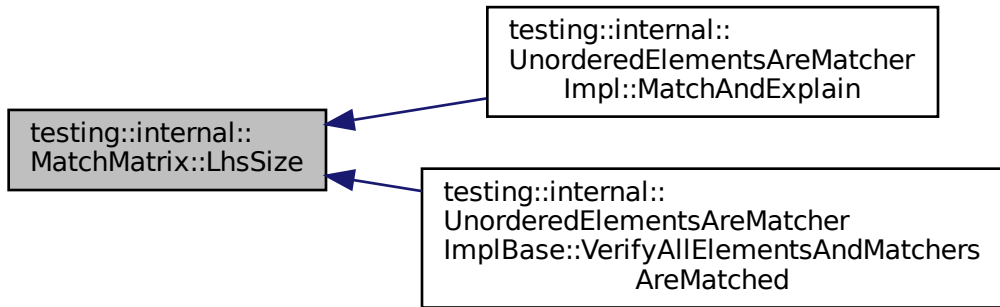 testing::internal::
MatchMatrix::LhsSize
testing::internal::
UnorderedElementsAreMatcher
Impl::MatchAndExplain
testing::internal::
UnorderedElementsAreMatcher
ImplBase::VerifyAllElementsAndMatchers
AreMatched